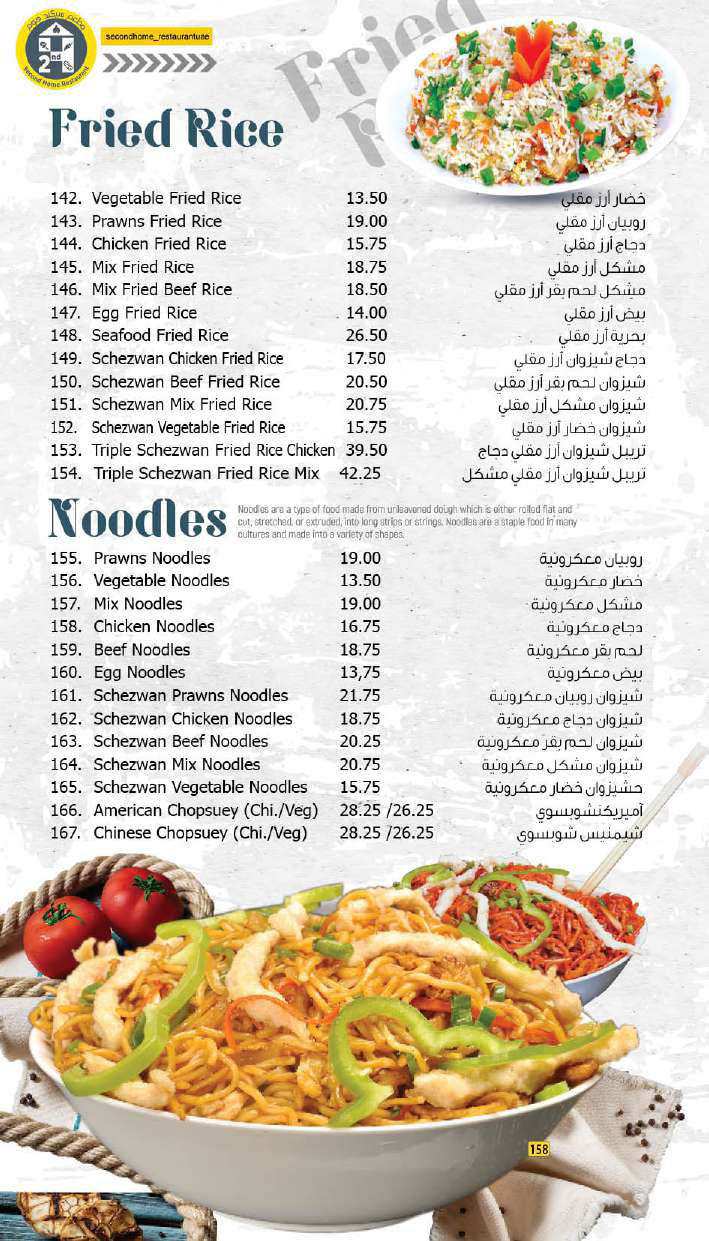 مطعم سكند هوم
2nd
Second Home Restaurant
secondhome_restaurantuae
Fried
Fried Rice
142. Vegetable Fried Rice 13.50 خضار أرز مقلي
143. Prawns Fried Rice 19.00 روبيان أرز مقلي
144. Chicken Fried Rice 15.75 دجاج أرز مقلي
145. Mix Fried Rice 18.75 مشكل أرز مقلي
146. Mix Fried Beef Rice 18.50 مشكل لحم بقر أرز مقلي
147. Egg Fried Rice 14.00 بيض أرز مقلي
148. Seafood Fried Rice 26.50 بحرية أرز مقلي
149. Schezwan Chicken Fried Rice 17.50 دجاج شيزوان أرز مقلي
150. Schezwan Beef Fried Rice 20.50 شيزوان لحم بقر أرز مقلي
151. Schezwan Mix Fried Rice 20.75 شيزوان مشكل أرز مقلي
152. Schezwan Vegetable Fried Rice 15.75 شيزوان خضار أرز مقلي
153. Triple Schezwan Fried Rice Chicken 39.50 تريبل شيزوان أرز مقلي دجاج
154. Triple Schezwan Fried Rice Mix 42.25 تريبل شيزوان أرز مقلي مشكل
Noodles
Noodles are a type of food made from unleavened dough which is either rolled flat and
cut, stretched, or extruded, into long strips or strings. Noodles are a staple food in many
cultures and made into a variety of shapes.
155. Prawns Noodles 19.00 روبيان معكرونية
156. Vegetable Noodles 13.50 خضار معكرونية
157. Mix Noodles 19.00 مشكل معكرونية
158. Chicken Noodles 16.75 دجاج معكرونية
159. Beef Noodles 18.75 لحم بقر معكرونية
160. Egg Noodles 13,75 بيض معكرونية
161. Schezwan Prawns Noodles 21.75 شيزوان روبيان معكرونية
162. Schezwan Chicken Noodles 18.75 شيزوان دجاج معكرونية
163. Schezwan Beef Noodles 20.25 شيزوان لحم بقر معكرونية
164. Schezwan Mix Noodles 20.75 شيزوان مشكل معكرونية
165. Schezwan Vegetable Noodles 15.75 حشيزوان خضار معكرونية
166. American Chopsuey (Chi./Veg) 28.25 /26.25 آميريكنشوبسوي
167. Chinese Chopsuey (Chi./Veg) 28.25 /26.25 شيمنيس شوبسوي
158